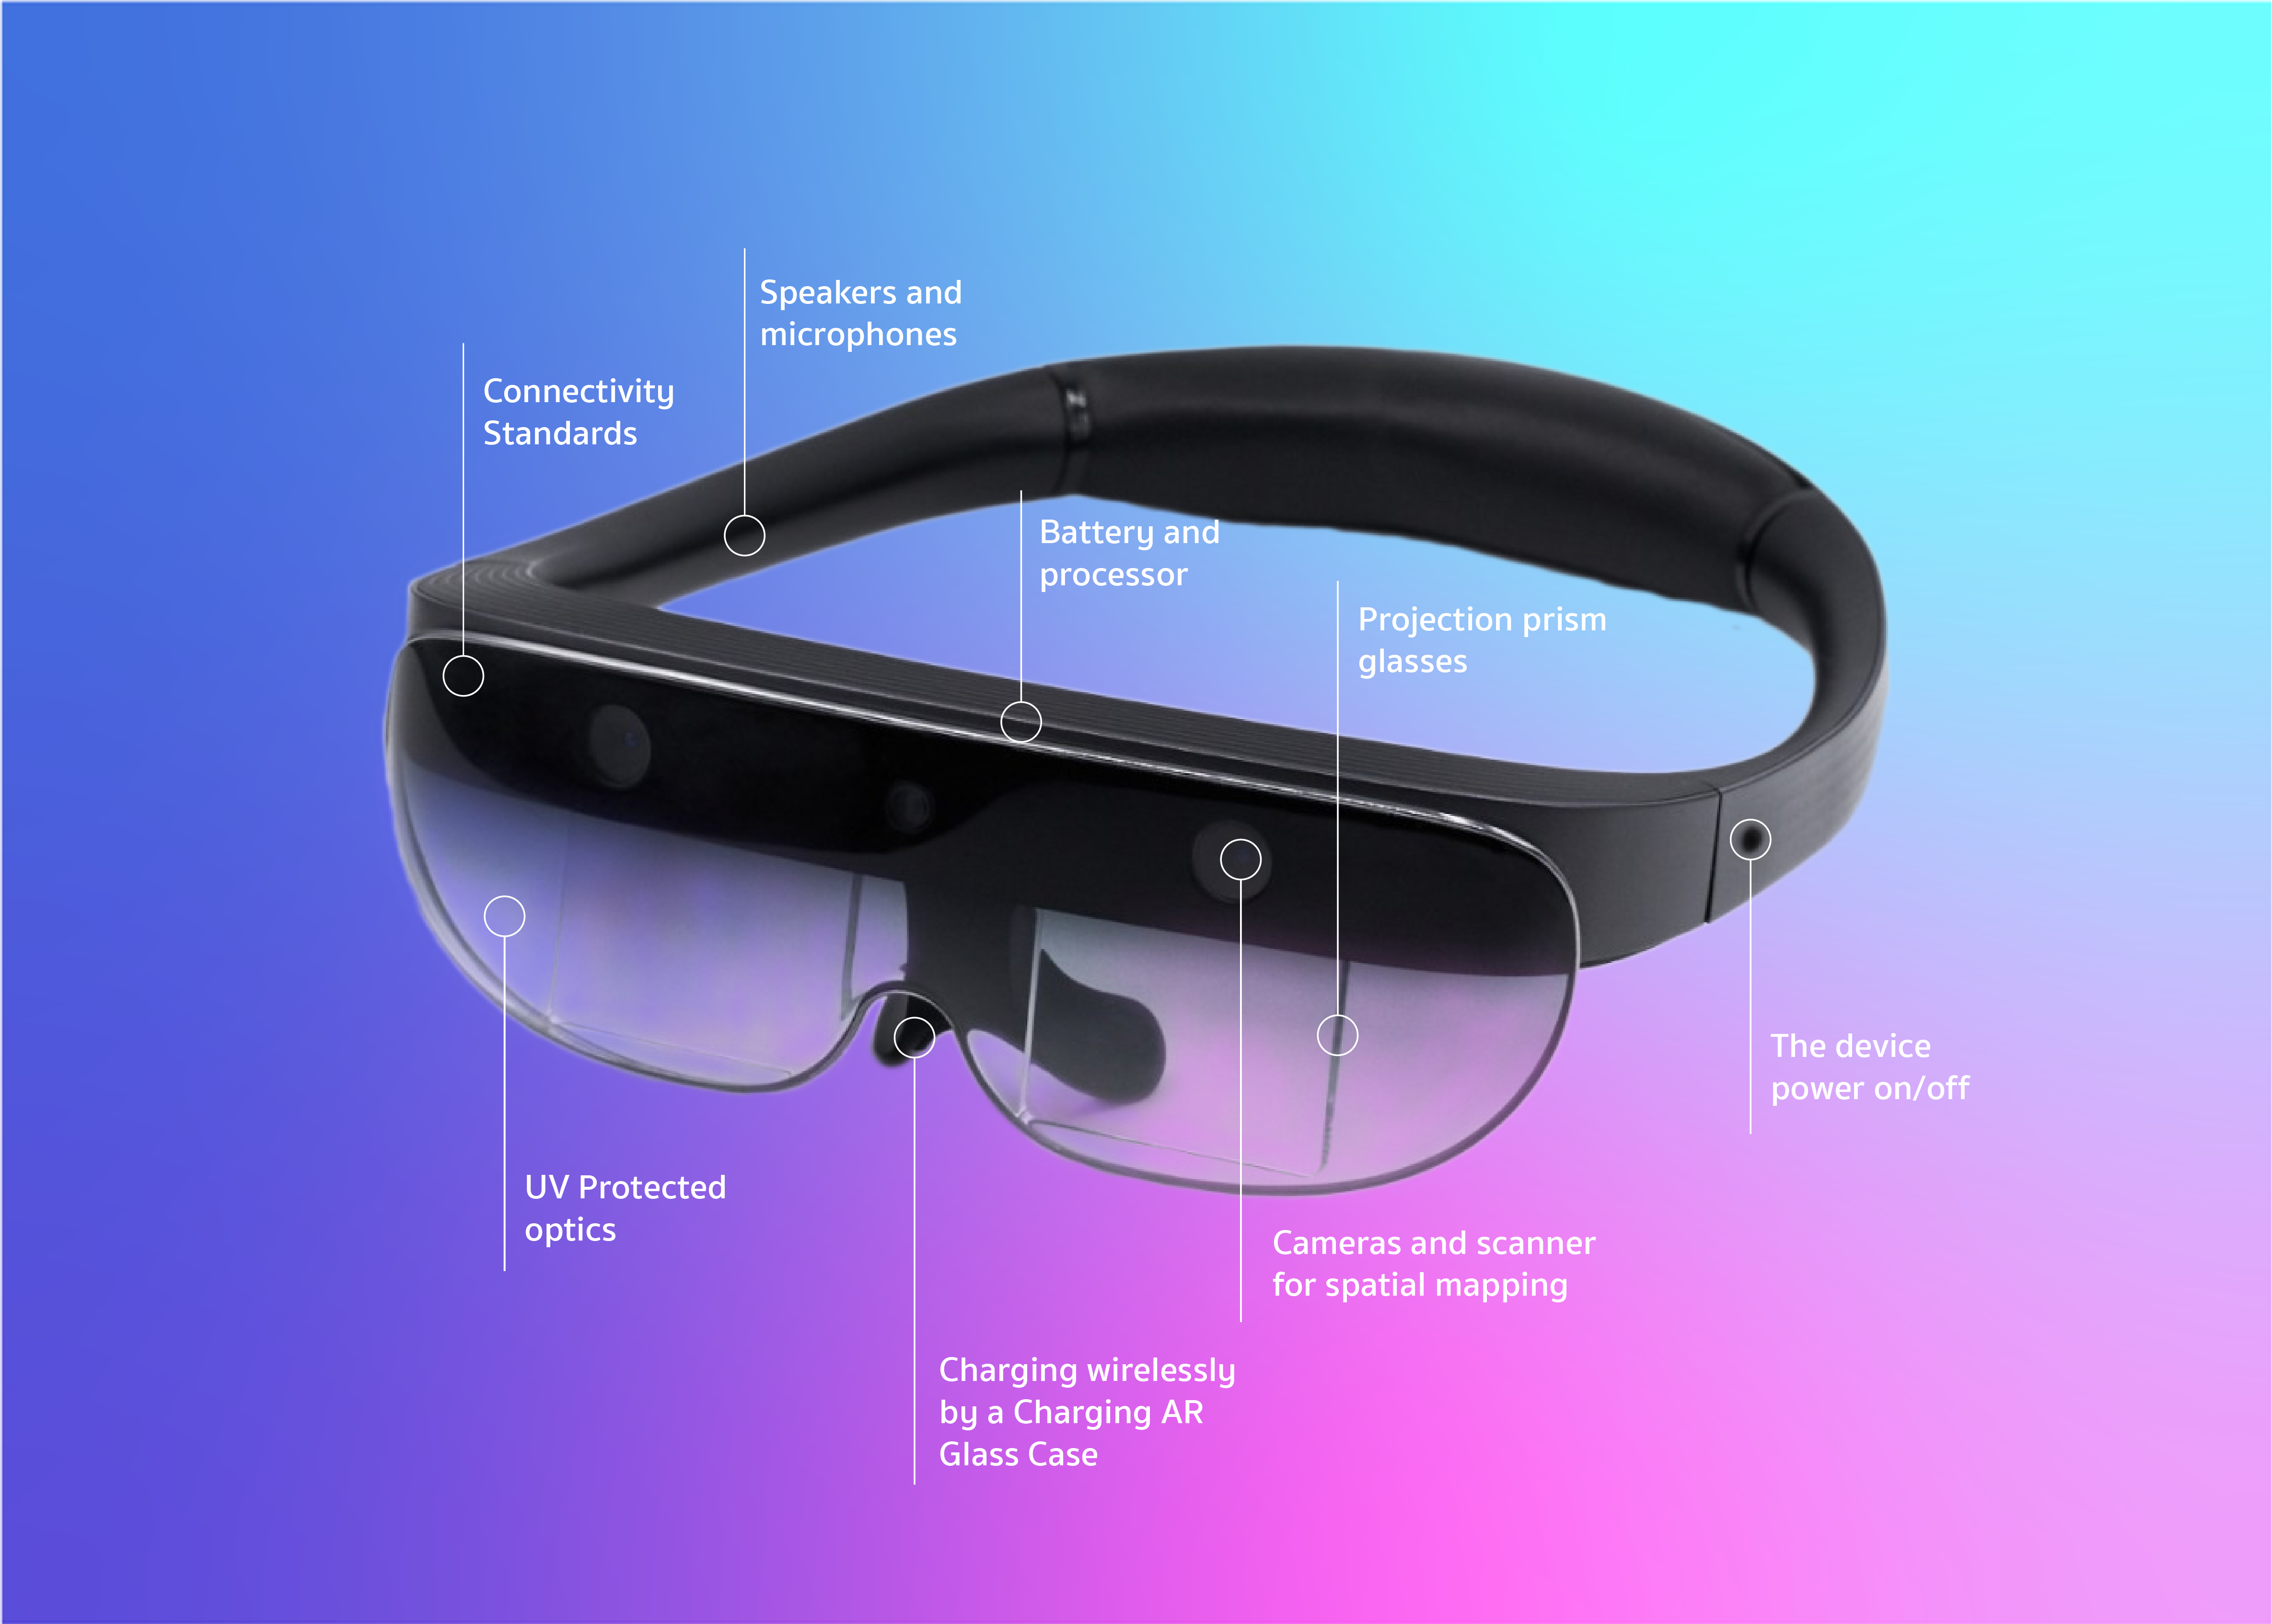 Speakers and
microphones
Connectivity
Standards
Battery and
processor
Projection prism
glasses
The device
power on/off
UV Protected
optics
Cameras and scanner
for spatial mapping
Charging wirelessly
by a Charging AR
Glass Case